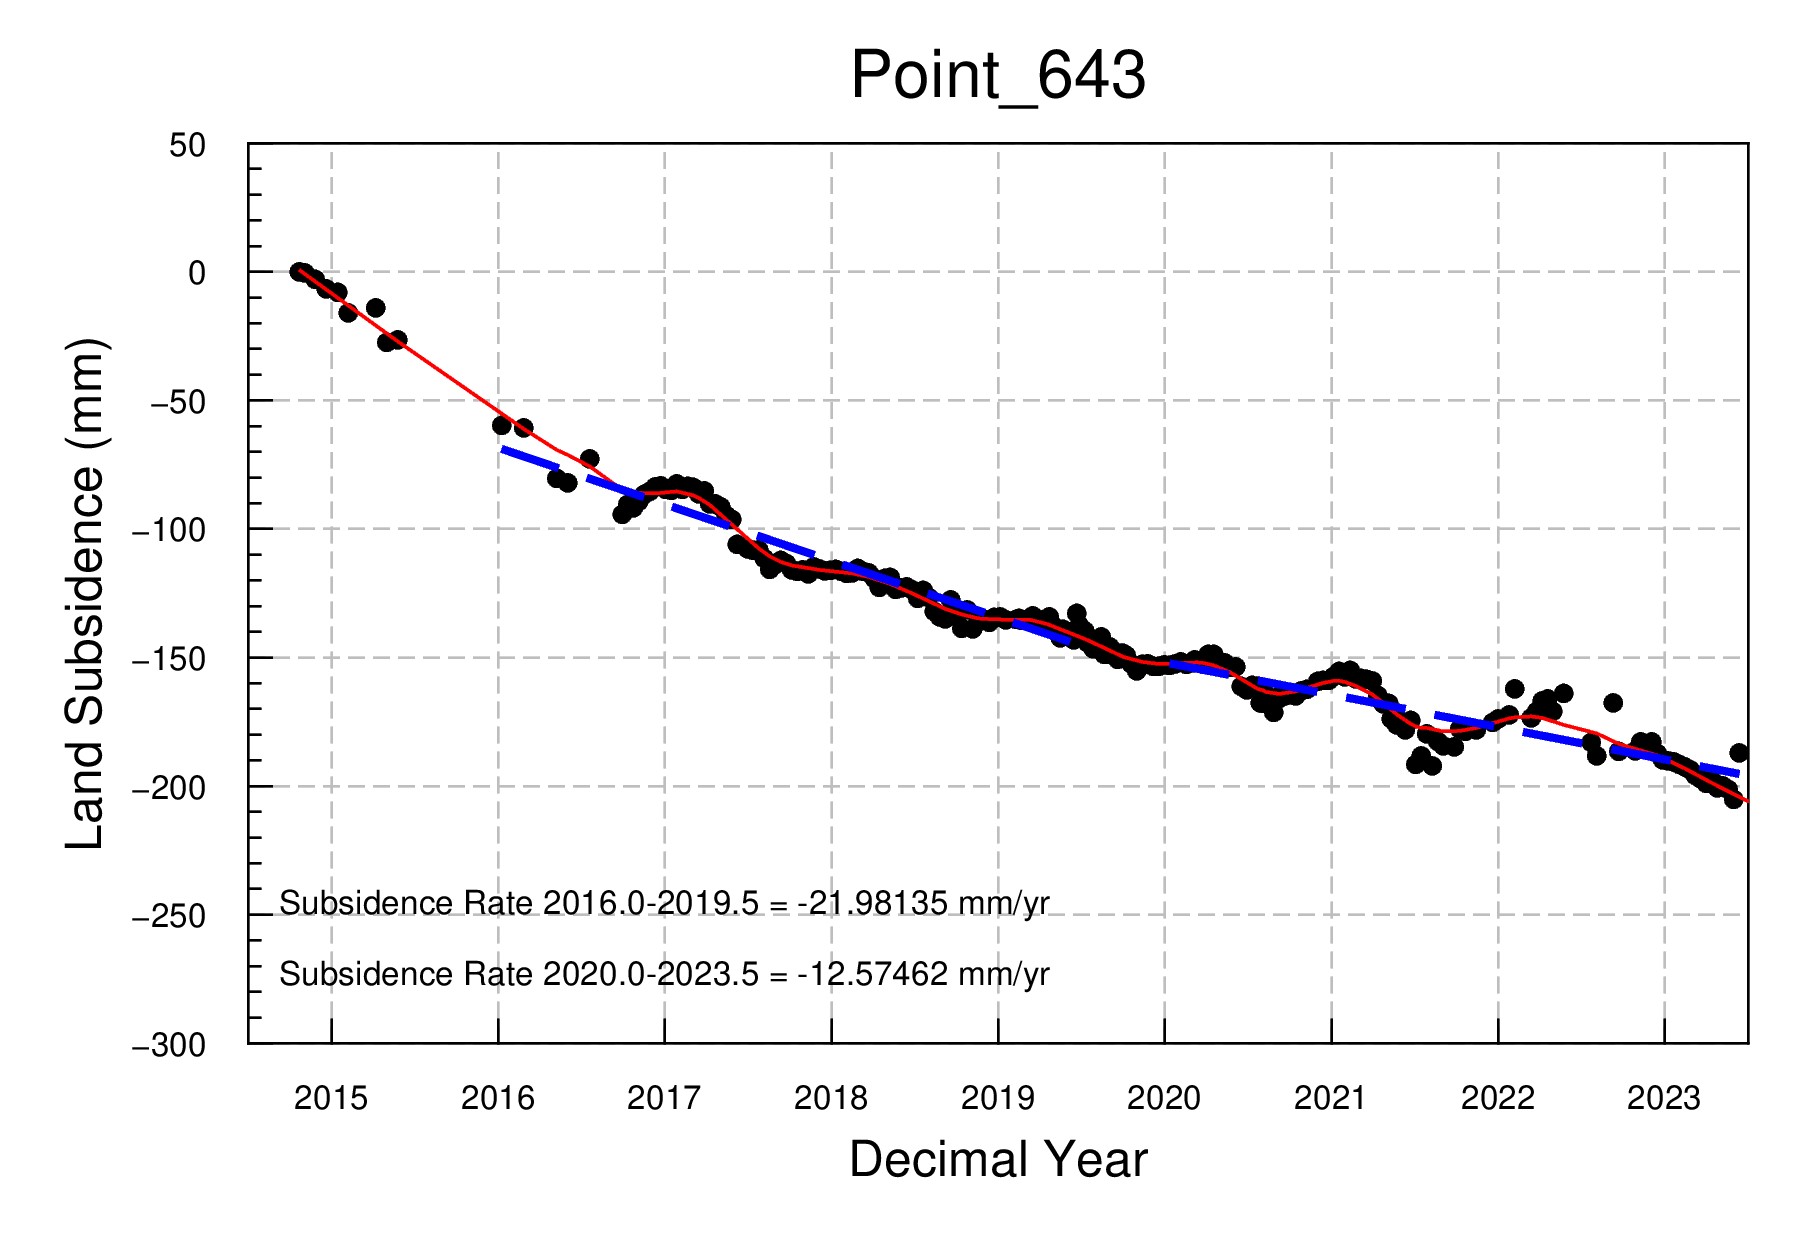 Point_643
50
0
−50
−100
−150
−200
−250
−300
Land Subsidence (mm)
Subsidence Rate 2016.0-2019.5 = -21.98135 mm/yr
Subsidence Rate 2020.0-2023.5 = -12.57462 mm/yr
2015 2016 2017 2018 2019 2020 2021 2022 2023
Decimal Year